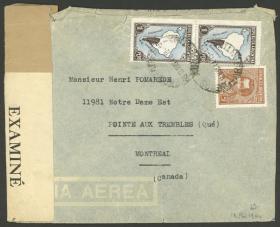 Monsieur Henri POMAREDE
11981 Notre Dame Est
POINTE AUX TREMBLES (Qué)
MONTREAL
(Canada)
EXAMINÉ
VIA AEREA